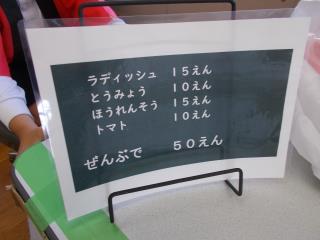 ラディッシュ 15えん
とうみょう 10えん
ほうれんそう 15えん
トマト 10えん
ぜんぶで 50えん